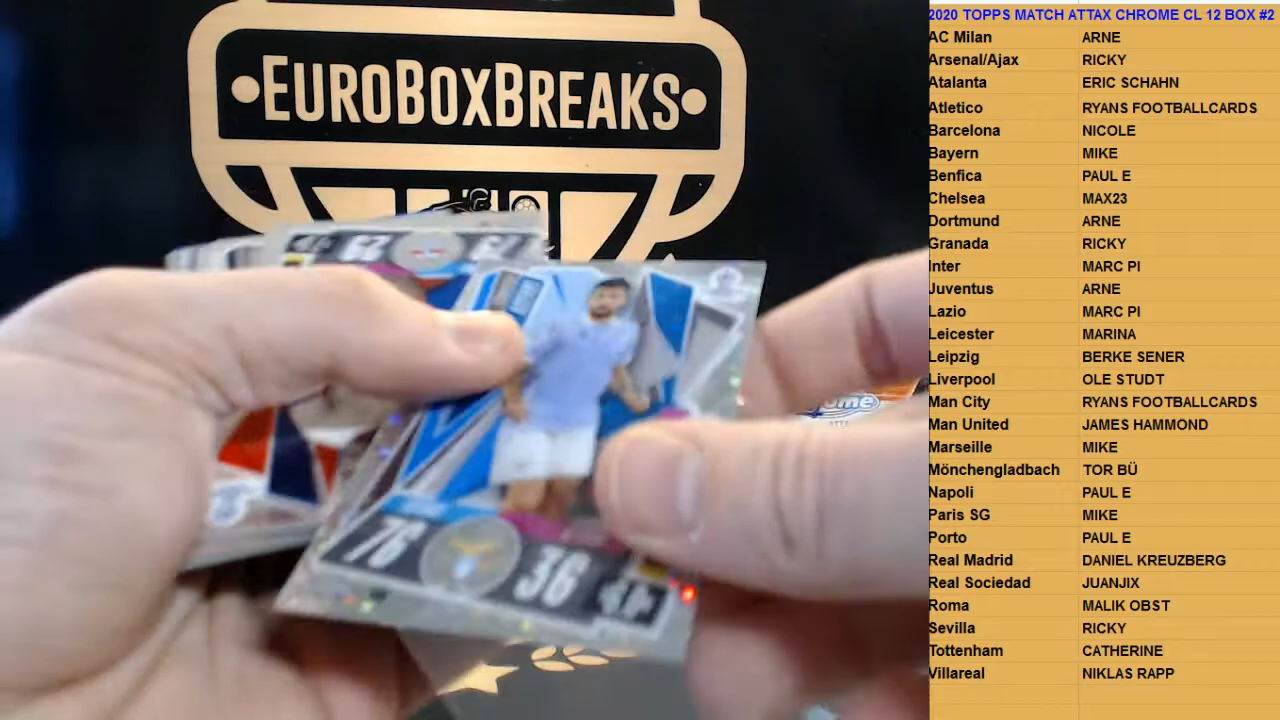 EUROBOXBREAKS
62 62
76 36
2020 TOPPS MATCH ATTAX CHROME CL 12 BOX #2
AC Milan ARNE
Arsenal/Ajax RICKY
Atalanta ERIC SCHAHN
Atletico RYANS FOOTBALLCARDS
Barcelona NICOLE
Bayern MIKE
Benfica PAUL E
Chelsea MAX23
Dortmund ARNE
Granada RICKY
Inter MARC PI
Juventus ARNE
Lazio MARC PI
Leicester MARINA
Leipzig BERKE SENER
Liverpool OLE STUDT
Man City RYANS FOOTBALLCARDS
Man United JAMES HAMMOND
Marseille MIKE
Mönchengladbach TOR BÜ
Napoli PAUL E
Paris SG MIKE
Porto PAUL E
Real Madrid DANIEL KREUZBERG
Real Sociedad JUANJIX
Roma MALIK OBST
Sevilla RICKY
Tottenham CATHERINE
Villareal NIKLAS RAPP